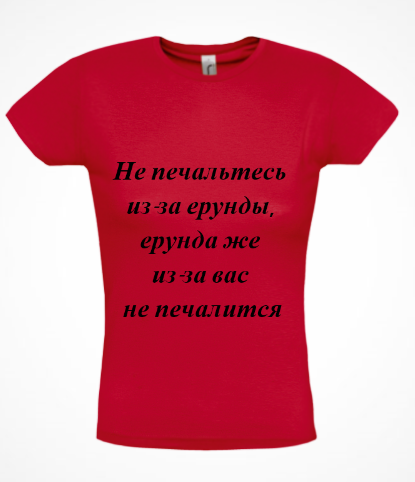 Не печальтесь
из-за ерунды,
ерунда же
из-за вас
не печалится